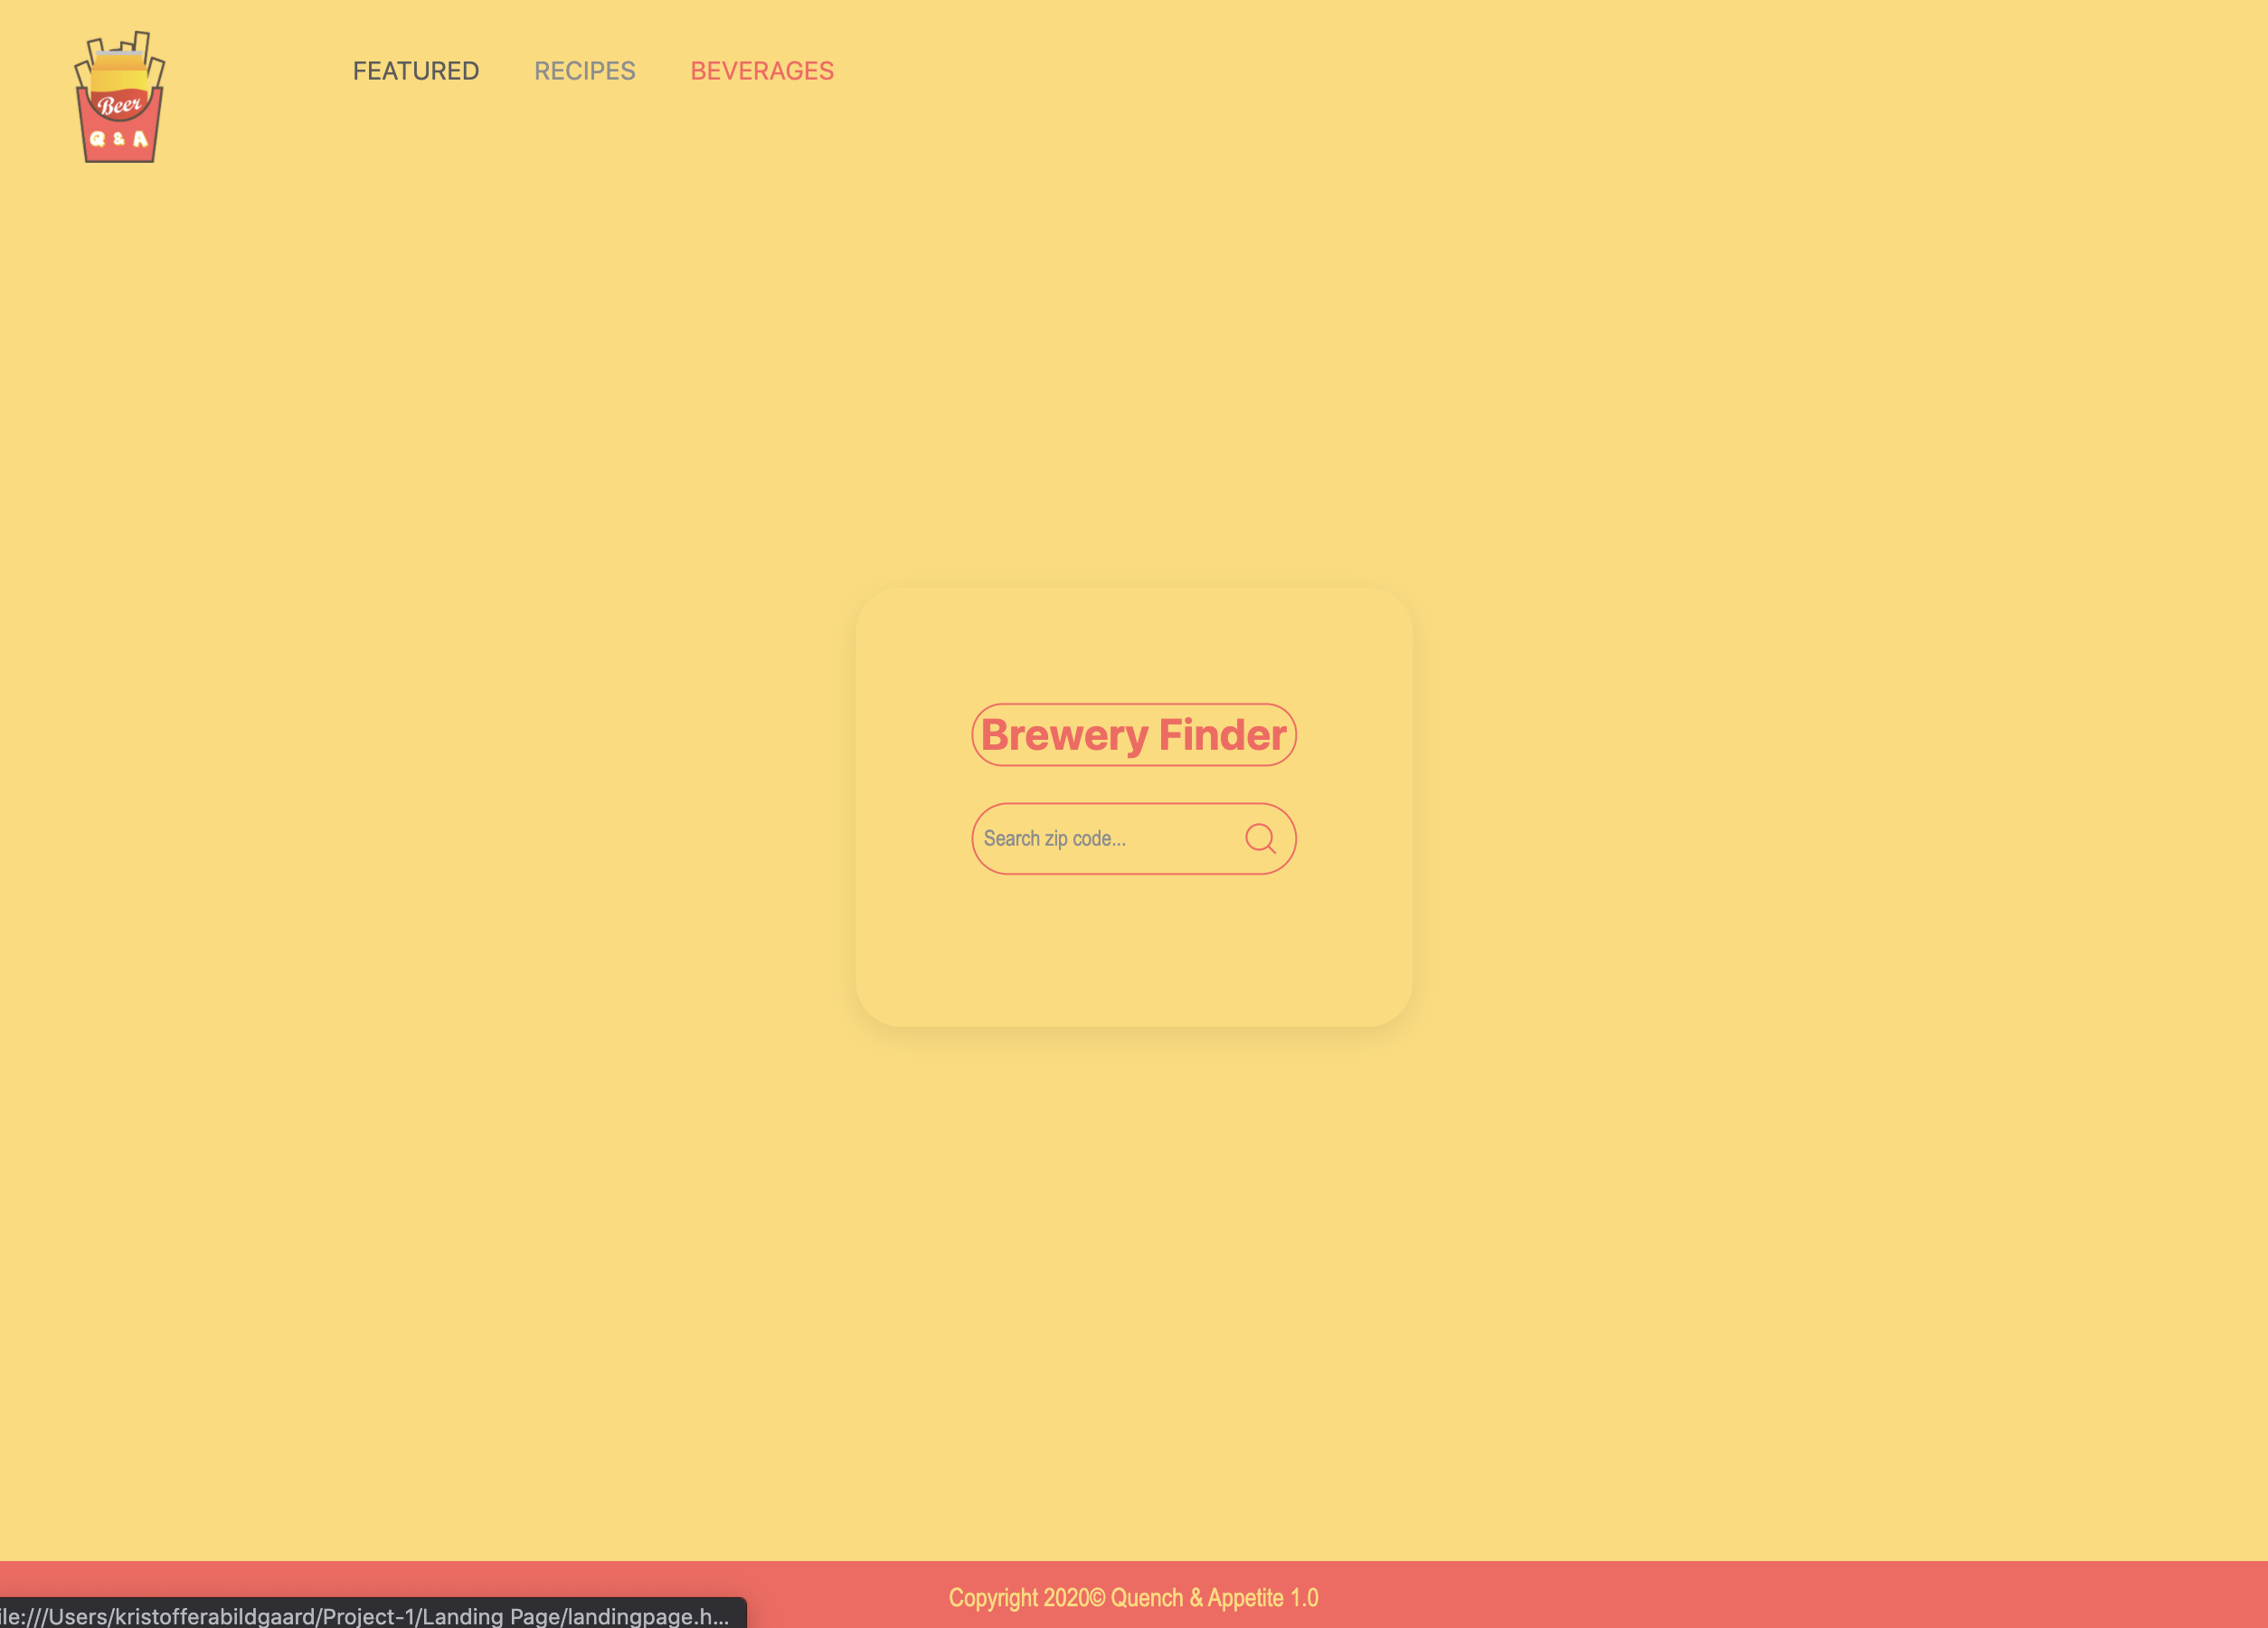 Beer
Q & A
FEATURED RECIPES BEVERAGES
Brewery Finder
Search zip code...
Copyright 2020© Quench & Appetite 1.0
ile:///Users/kristofferabildgaard/Project-1/Landing Page/landingpage.h...